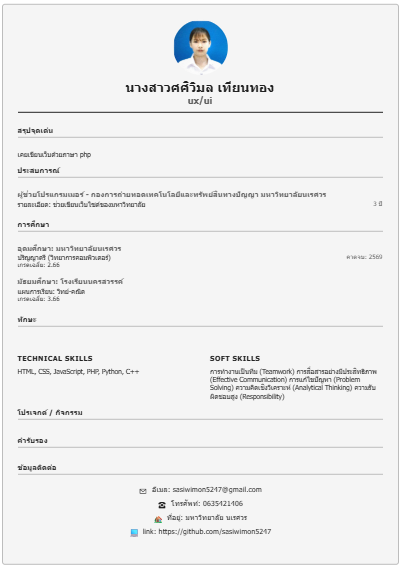 นางสาวศศิวิมล เทียนทอง
ux/ui
สรุปจุดเด่น
เคยเขียนเว็บด้วยภาษา php
ประสบการณ์
ผู้ช่วยโปรแกรมเมอร์ - กองการถ่ายทอดเทคโนโลยีและทรัพย์สินทางปัญญา มหาวิทยาลัยนเรศวร
รายละเอียด: ช่วยเขียนเว็บไซต์ของมหาวิทยาลัย
3 ปี
การศึกษา
อุดมศึกษา: มหาวิทยาลัยนเรศวร
ปริญญาตรี (วิทยาการคอมพิวเตอร์)
คาดจบ: 2569
เกรดเฉลี่ย: 2.66
มัธยมศึกษา: โรงเรียนนครสวรรค์
แผนการเรียน: วิทย์-คณิต
เกรดเฉลี่ย: 3.66
ทักษะ
TECHNICAL SKILLS
HTML, CSS, JavaScript, PHP, Python, C++
SOFT SKILLS
การทำงานเป็นทีม (Teamwork) การสื่อสารอย่างมีประสิทธิภาพ
(Effective Communication) การแก้ไขปัญหา (Problem
Solving) ความคิดเชิงวิเคราะห์ (Analytical Thinking) ความรับ
ผิดชอบสูง (Responsibility)
โปรเจกต์ / กิจกรรม
คำรับรอง
ข้อมูลติดต่อ
อีเมล: sasiwimon5247@gmail.com
โทรศัพท์: 0635421406
ที่อยู่: มหาวิทยาลัย นเรศวร
link: https://github.com/sasiwimon5247